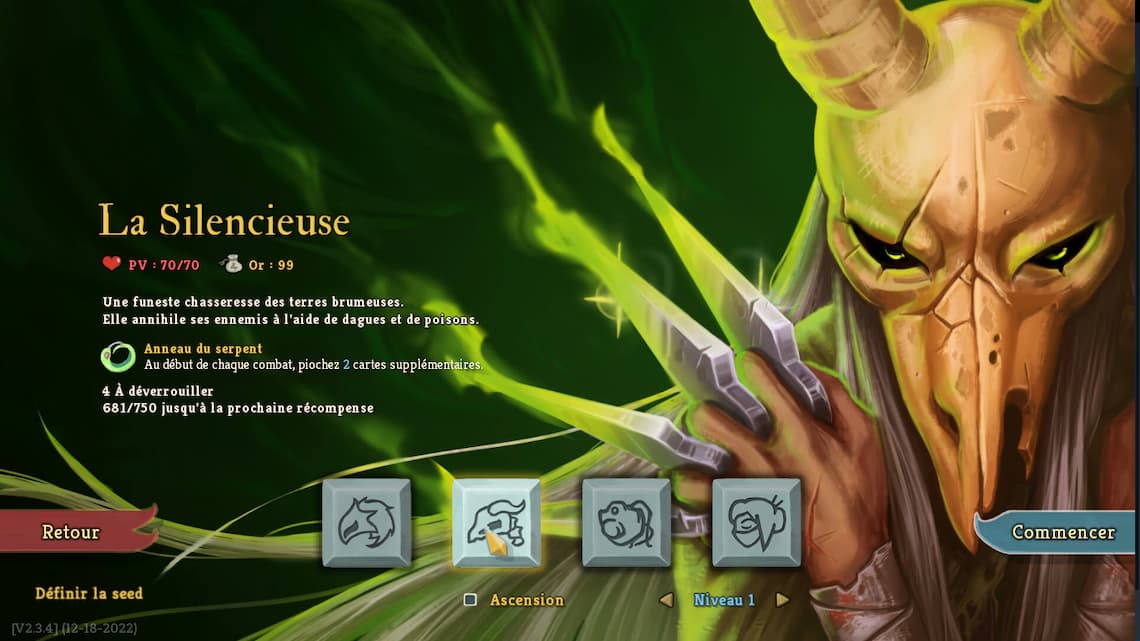 La Silencieuse
PV : 70/70 Or : 99
Une funeste chasseresse des terres brumeuses.
Elle annihile ses ennemis à l'aide de dagues et de poisons.
Anneau du serpent
Au début de chaque combat, piochez 2 cartes supplémentaires.
4 À déverrouiller
681/750 jusqu'à la prochaine récompense
Retour
Commencer
Définir la seed
Ascension
Niveau 1
[V2.3.4] (12-18-2022)